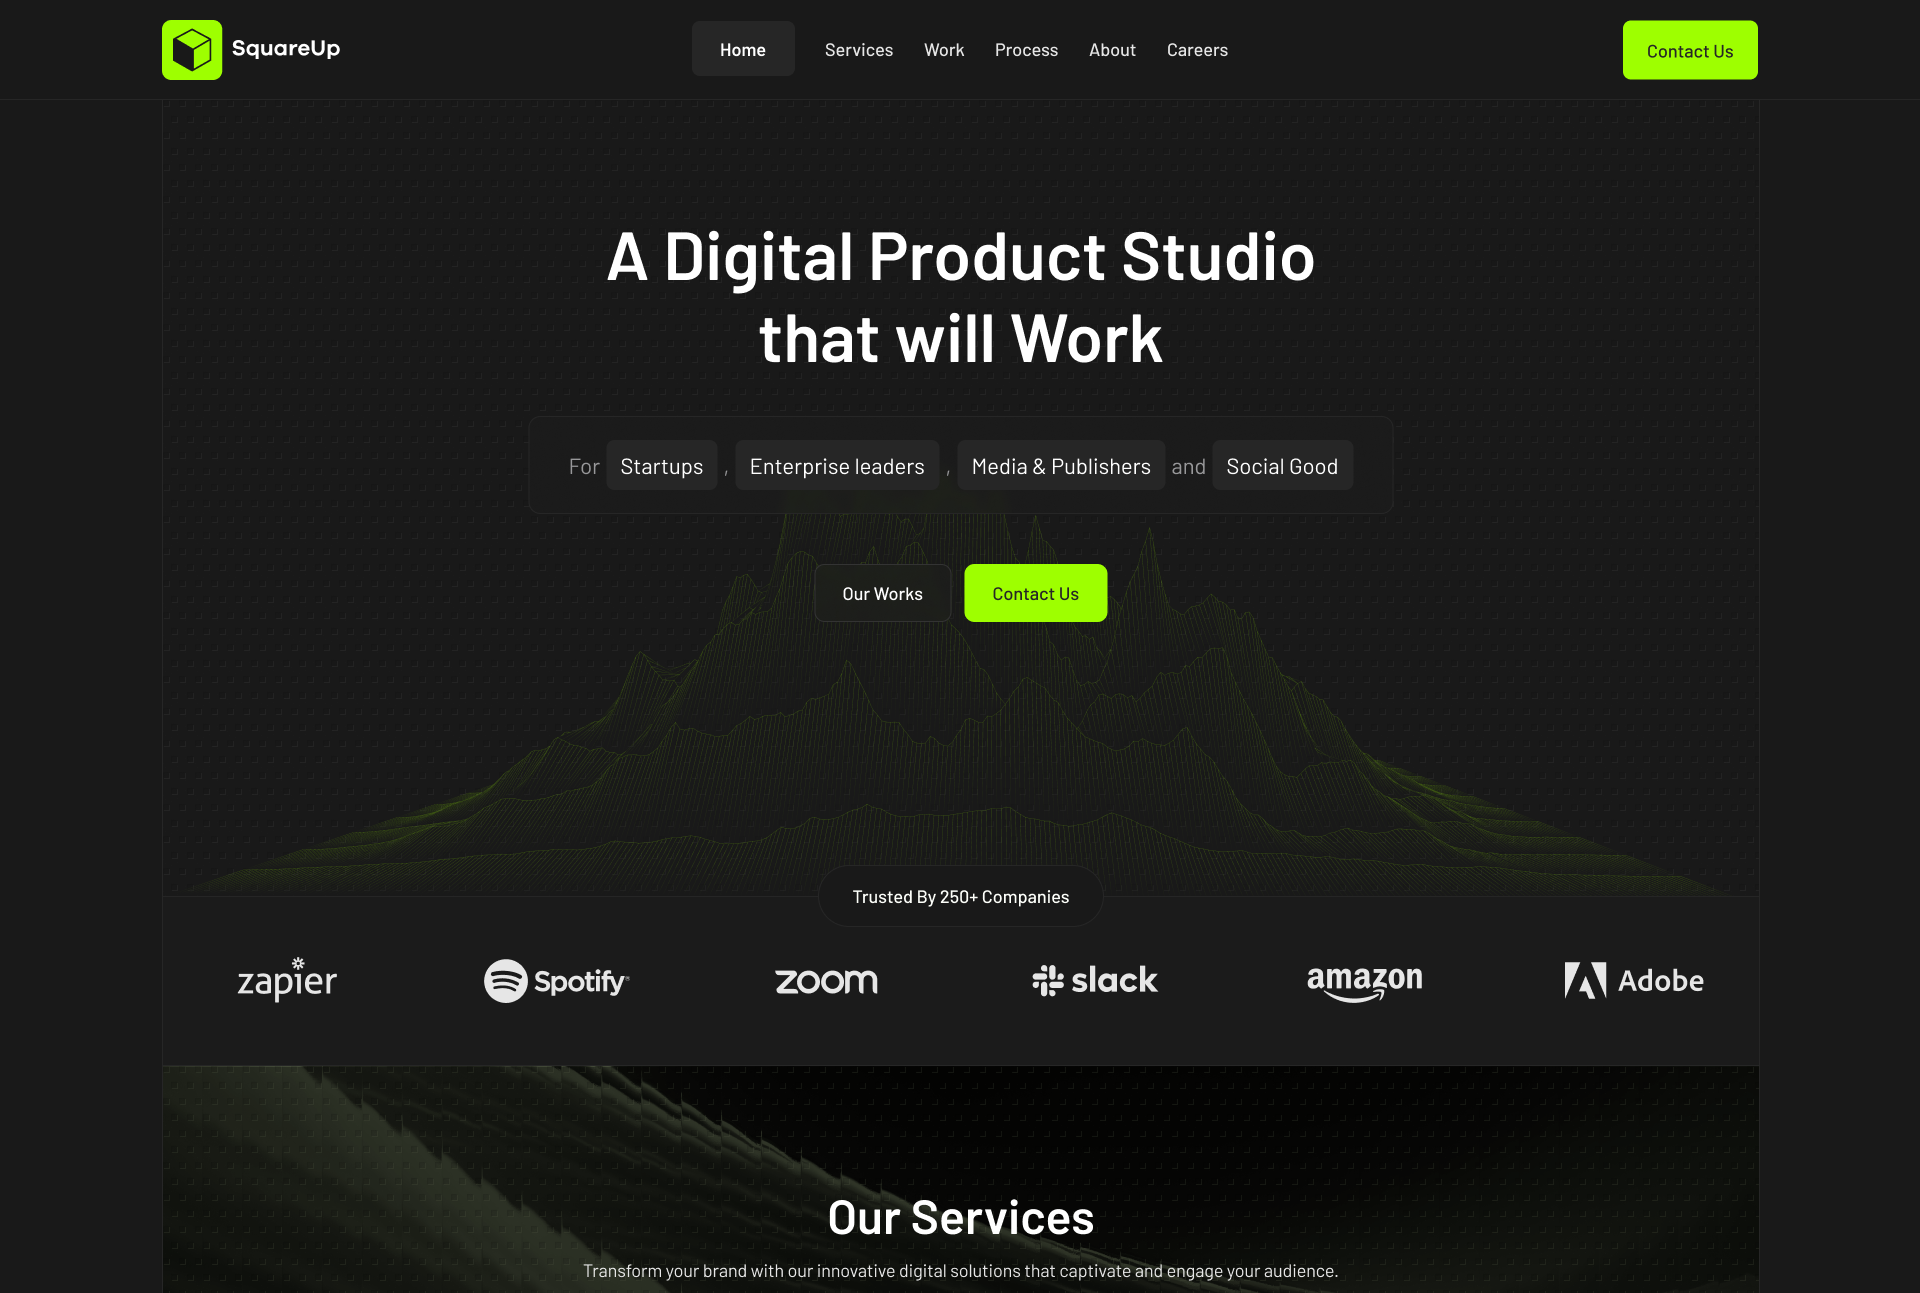 SquareUp
Home Services Work Process About Careers
Contact Us
A Digital Product Studio
that will Work
For Startups , Enterprise leaders , Media & Publishers and Social Good
Our Works Contact Us
Trusted By 250+ Companies
zapier Spotify zoom slack amazon Adobe
Our Services
Transform your brand with our innovative digital solutions that captivate and engage your audience.